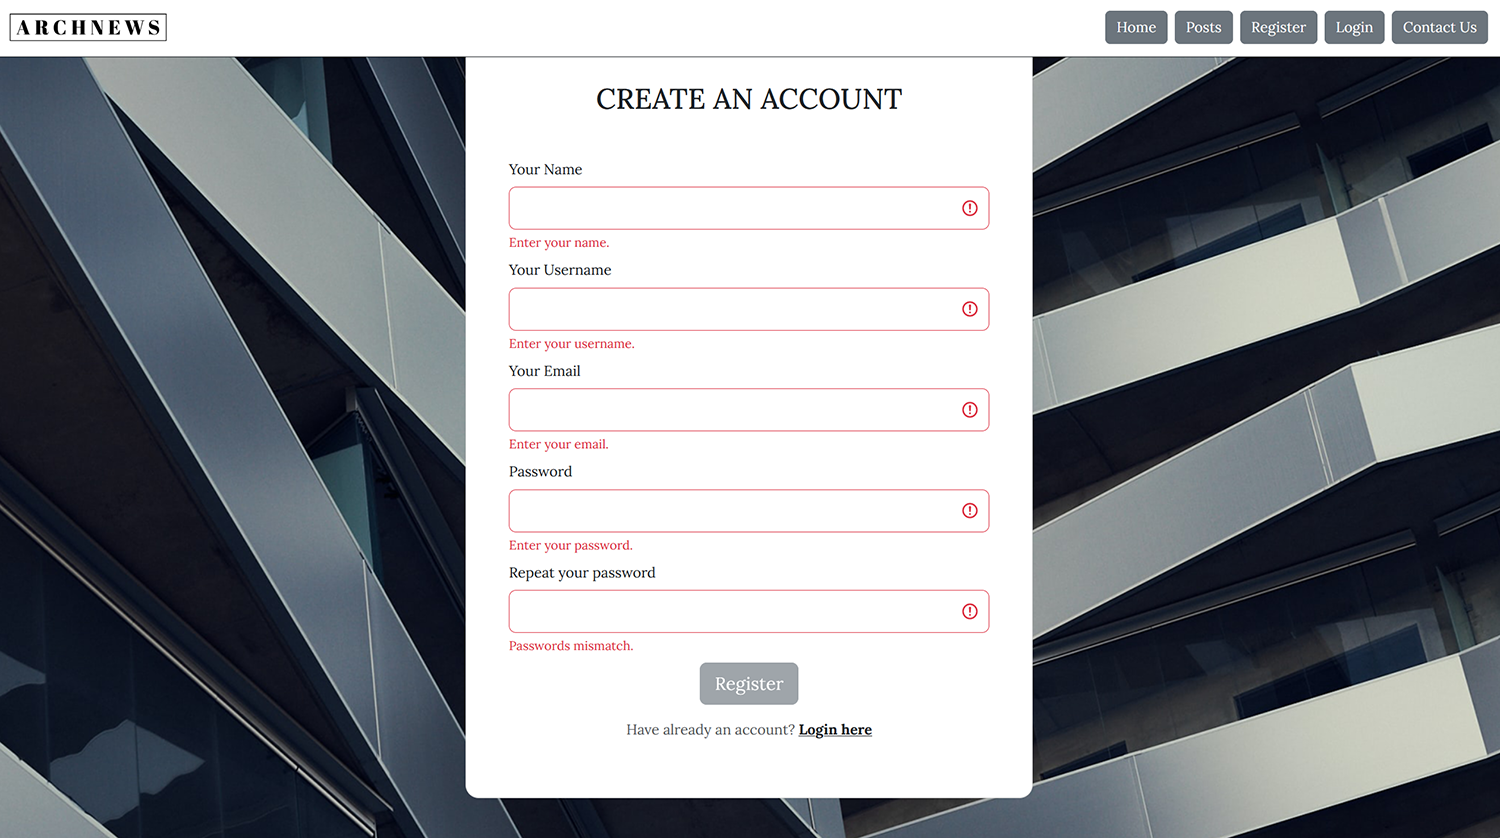 ARCHNEWS
Home Posts Register Login Contact Us
CREATE AN ACCOUNT
Your Name
Enter your name.
Your Username
Enter your username.
Your Email
Enter your email.
Password
Enter your password.
Repeat your password
Passwords mismatch.
Register
Have already an account? Login here